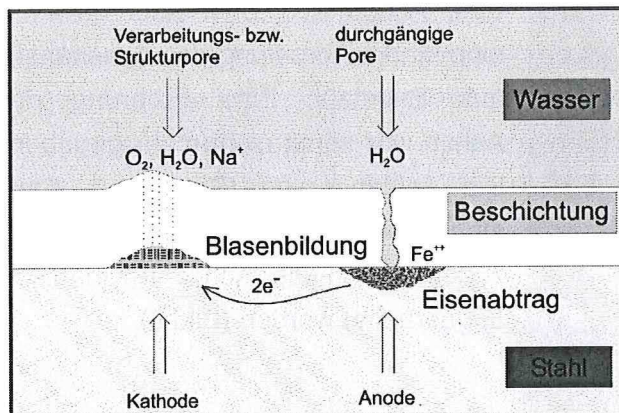 Verarbeitungs- bzw.
Strukturpore
durchgängige
Pore
Wasser
O₂, H₂O, Na⁺
H₂O
Beschichtung
Blasenbildung
Fe⁺⁺
2e⁻
Eisenabtrag
Stahl
Kathode
Anode